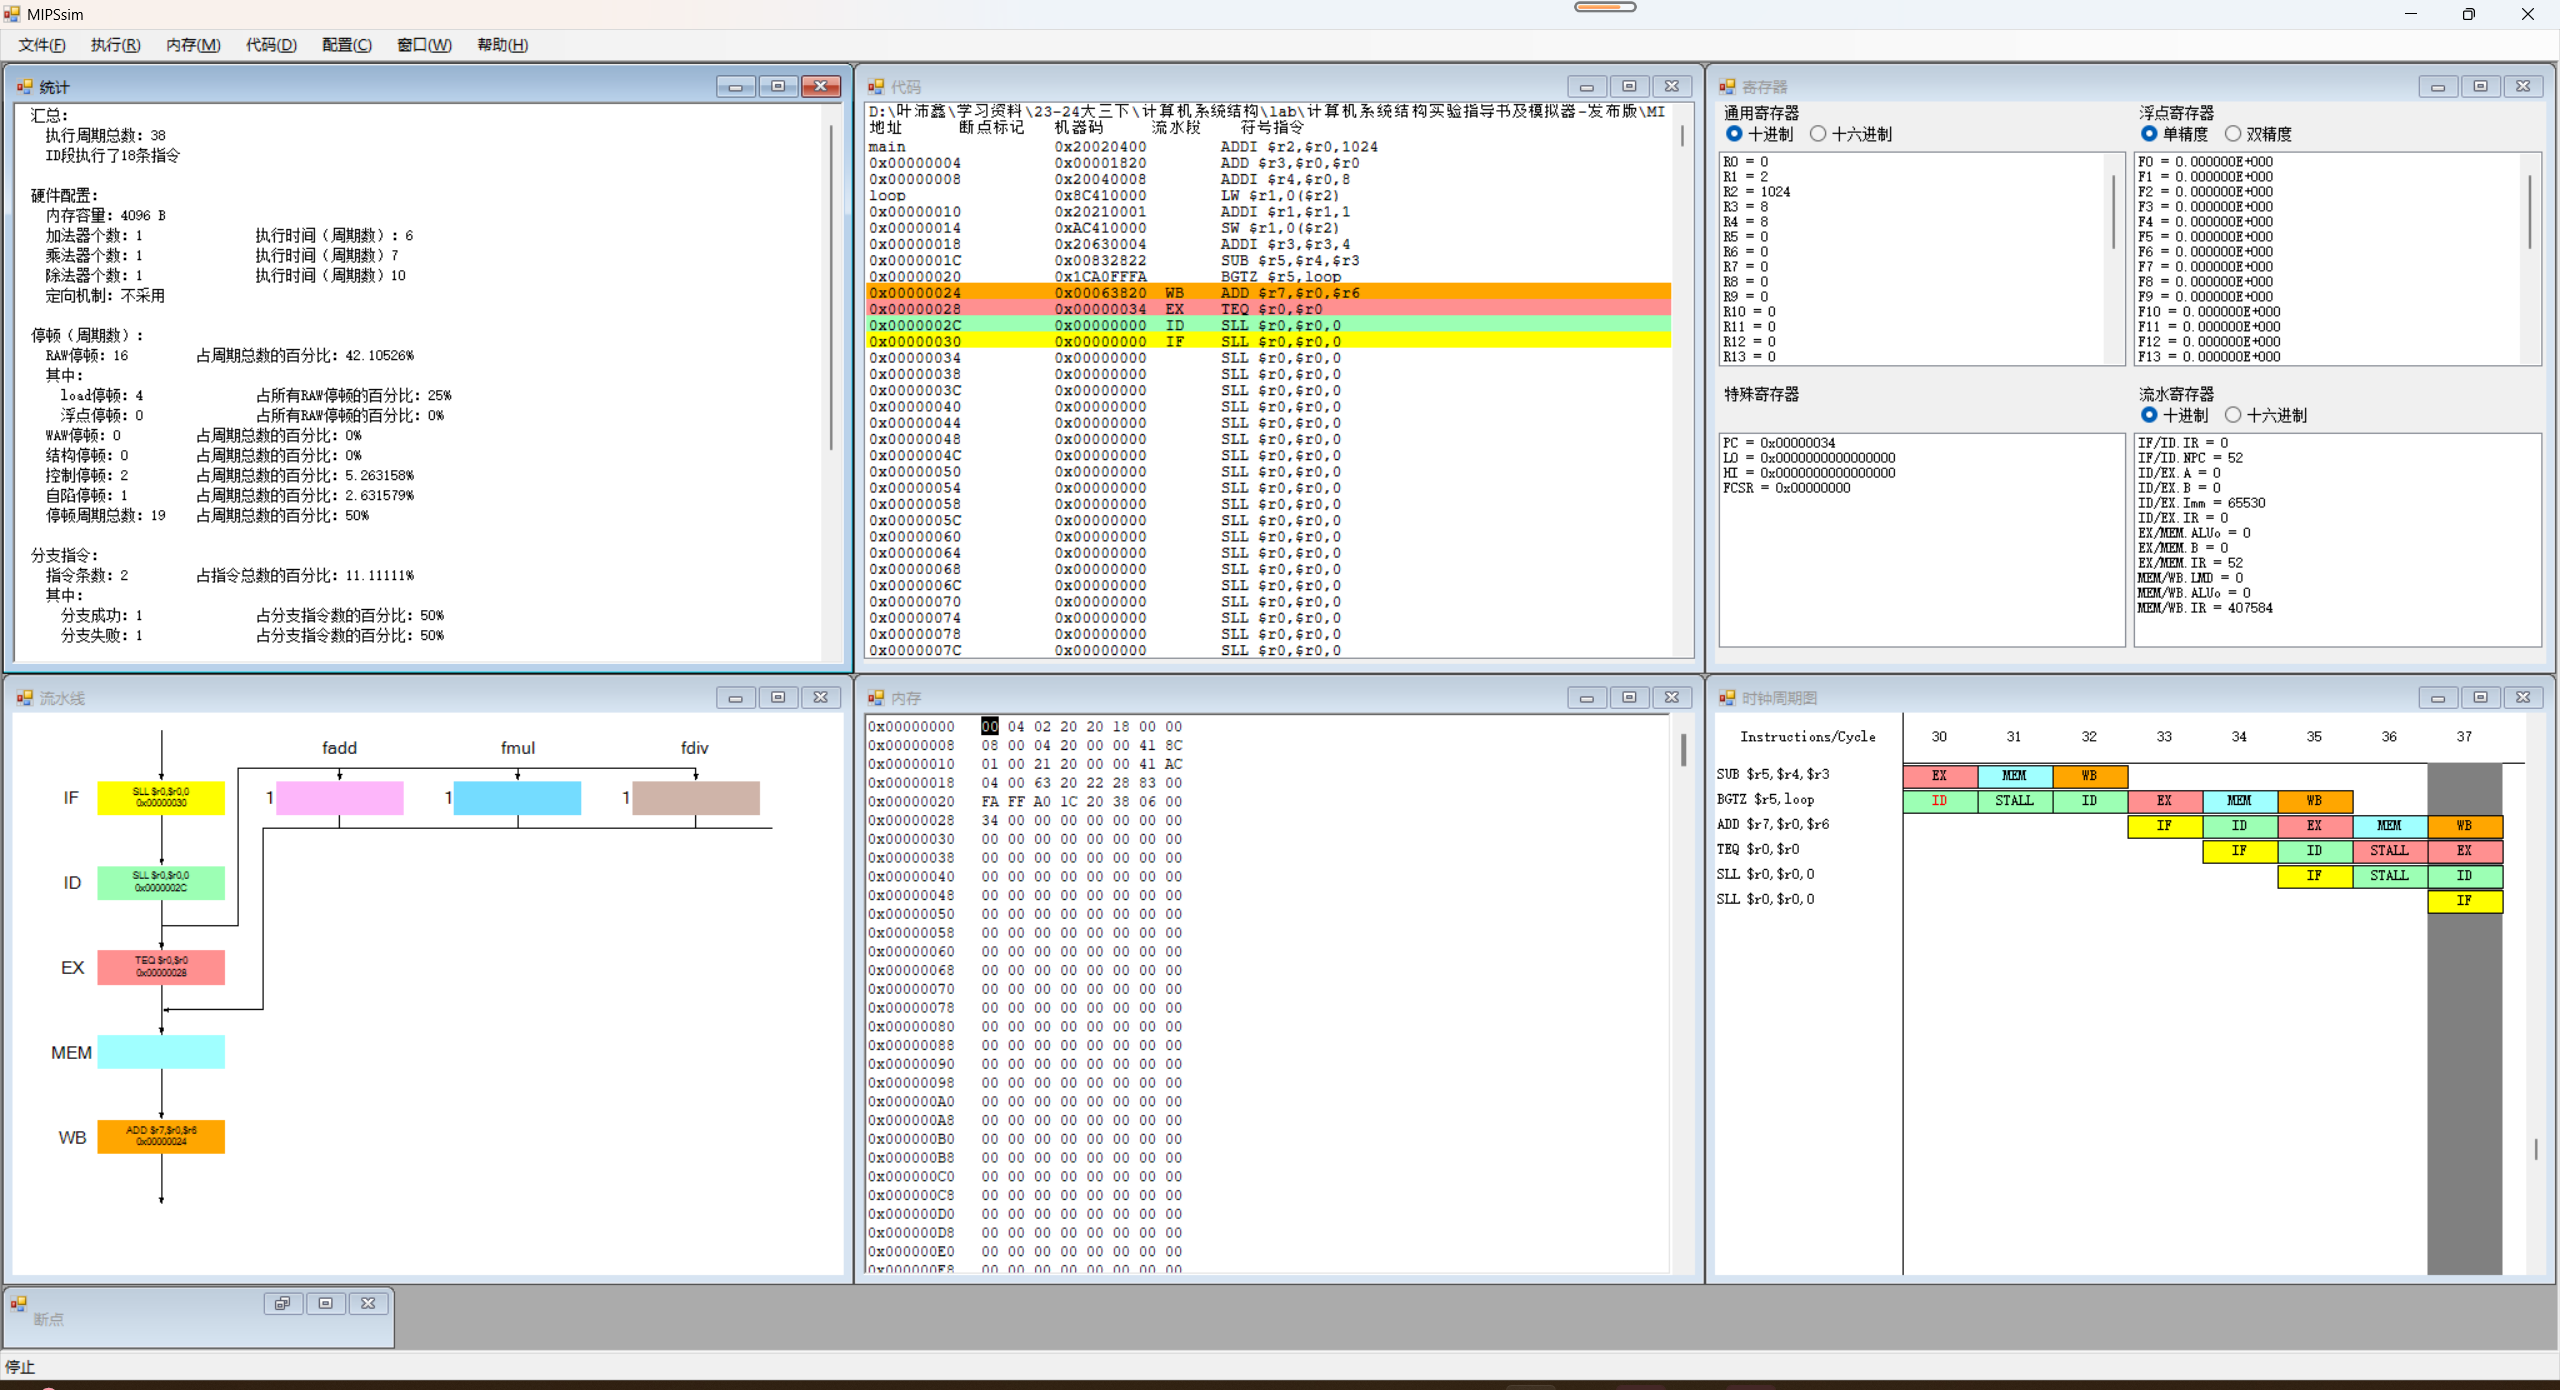 MIPSsim
文件(F) 执行(R) 内存(M) 代码(D) 配置(C) 窗口(W) 帮助(H)
统计
汇总:
执行周期总数: 38
ID段执行了18条指令
硬件配置:
内存容量: 4096 B
加法器个数: 1 执行时间（周期数）: 6
乘法器个数: 1 执行时间（周期数）7
除法器个数: 1 执行时间（周期数）10
定向机制: 不采用
停顿（周期数）:
RAW停顿: 16 占周期总数的百分比: 42.10526%
其中:
load停顿: 4 占所有RAW停顿的百分比: 25%
浮点停顿: 0 占所有RAW停顿的百分比: 0%
WAW停顿: 0 占周期总数的百分比: 0%
结构停顿: 0 占周期总数的百分比: 0%
控制停顿: 2 占周期总数的百分比: 5.263158%
自陷停顿: 1 占周期总数的百分比: 2.631579%
停顿周期总数: 19 占周期总数的百分比: 50%
分支指令:
指令条数: 2 占指令总数的百分比: 11.11111%
其中:
分支成功: 1 占分支指令数的百分比: 50%
分支失败: 1 占分支指令数的百分比: 50%
代码
D:\叶沛鑫\学习资料\23-24大三下\计算机系统结构\lab\计算机系统结构实验指导书及模拟器-发布版\MI
地址 断点标记 机器码 流水段 符号指令
main 0x20020400 ADDI $r2,$r0,1024
0x00000004 0x00001820 ADD $r3,$r0,$r0
0x00000008 0x20040008 ADDI $r4,$r0,8
loop 0x8C410000 LW $r1,0($r2)
0x00000010 0x20210001 ADDI $r1,$r1,1
0x00000014 0xAC410000 SW $r1,0($r2)
0x00000018 0x20630004 ADDI $r3,$r3,4
0x0000001C 0x00832822 SUB $r5,$r4,$r3
0x00000020 0x1CA0FFFA BGTZ $r5,loop
0x00000024 0x00063820 WB ADD $r7,$r0,$r6
0x00000028 0x00000034 EX TEQ $r0,$r0
0x0000002C 0x00000000 ID SLL $r0,$r0,0
0x00000030 0x00000000 IF SLL $r0,$r0,0
0x00000034 0x00000000 SLL $r0,$r0,0
0x00000038 0x00000000 SLL $r0,$r0,0
0x0000003C 0x00000000 SLL $r0,$r0,0
0x00000040 0x00000000 SLL $r0,$r0,0
0x00000044 0x00000000 SLL $r0,$r0,0
0x00000048 0x00000000 SLL $r0,$r0,0
0x0000004C 0x00000000 SLL $r0,$r0,0
0x00000050 0x00000000 SLL $r0,$r0,0
0x00000054 0x00000000 SLL $r0,$r0,0
0x00000058 0x00000000 SLL $r0,$r0,0
0x0000005C 0x00000000 SLL $r0,$r0,0
0x00000060 0x00000000 SLL $r0,$r0,0
0x00000064 0x00000000 SLL $r0,$r0,0
0x00000068 0x00000000 SLL $r0,$r0,0
0x0000006C 0x00000000 SLL $r0,$r0,0
0x00000070 0x00000000 SLL $r0,$r0,0
0x00000074 0x00000000 SLL $r0,$r0,0
0x00000078 0x00000000 SLL $r0,$r0,0
0x0000007C 0x00000000 SLL $r0,$r0,0
寄存器
通用寄存器
十进制 十六进制
R0 = 0
R1 = 2
R2 = 1024
R3 = 8
R4 = 8
R5 = 0
R6 = 0
R7 = 0
R8 = 0
R9 = 0
R10 = 0
R11 = 0
R12 = 0
R13 = 0
浮点寄存器
单精度 双精度
F0 = 0.000000E+000
F1 = 0.000000E+000
F2 = 0.000000E+000
F3 = 0.000000E+000
F4 = 0.000000E+000
F5 = 0.000000E+000
F6 = 0.000000E+000
F7 = 0.000000E+000
F8 = 0.000000E+000
F9 = 0.000000E+000
F10 = 0.000000E+000
F11 = 0.000000E+000
F12 = 0.000000E+000
F13 = 0.000000E+000
特殊寄存器
PC = 0x00000034
LO = 0x0000000000000000
HI = 0x0000000000000000
FCSR = 0x00000000
流水寄存器
十进制 十六进制
IF/ID.IR = 0
IF/ID.NPC = 52
ID/EX.A = 0
ID/EX.B = 0
ID/EX.Imm = 65530
ID/EX.IR = 0
EX/MEM.ALUo = 0
EX/MEM.B = 0
EX/MEM.IR = 52
MEM/WB.LMD = 0
MEM/WB.ALUo = 0
MEM/WB.IR = 407584
流水线
fadd fmul fdiv
IF SLL $r0,$r0,0
0x00000030
1 1 1
ID SLL $r0,$r0,0
0x0000002C
EX TEQ $r0,$r0
0x00000028
MEM
WB ADD $r7,$r0,$r6
0x00000024
内存
0x00000000 00 04 02 20 20 18 00 00
0x00000008 08 00 04 20 00 00 41 8C
0x00000010 01 00 21 20 00 00 41 AC
0x00000018 04 00 63 20 22 28 83 00
0x00000020 FA FF A0 1C 20 38 06 00
0x00000028 34 00 00 00 00 00 00 00
0x00000030 00 00 00 00 00 00 00 00
0x00000038 00 00 00 00 00 00 00 00
0x00000040 00 00 00 00 00 00 00 00
0x00000048 00 00 00 00 00 00 00 00
0x00000050 00 00 00 00 00 00 00 00
0x00000058 00 00 00 00 00 00 00 00
0x00000060 00 00 00 00 00 00 00 00
0x00000068 00 00 00 00 00 00 00 00
0x00000070 00 00 00 00 00 00 00 00
0x00000078 00 00 00 00 00 00 00 00
0x00000080 00 00 00 00 00 00 00 00
0x00000088 00 00 00 00 00 00 00 00
0x00000090 00 00 00 00 00 00 00 00
0x00000098 00 00 00 00 00 00 00 00
0x000000A0 00 00 00 00 00 00 00 00
0x000000A8 00 00 00 00 00 00 00 00
0x000000B0 00 00 00 00 00 00 00 00
0x000000B8 00 00 00 00 00 00 00 00
0x000000C0 00 00 00 00 00 00 00 00
0x000000C8 00 00 00 00 00 00 00 00
0x000000D0 00 00 00 00 00 00 00 00
0x000000D8 00 00 00 00 00 00 00 00
0x000000E0 00 00 00 00 00 00 00 00
0x000000E8 00 00 00 00 00 00 00 00
时钟周期图
Instructions/Cycle 30 31 32 33 34 35 36 37
SUB $r5,$r4,$r3 EX MEM WB
BGTZ $r5,loop ID STALL ID EX MEM WB
ADD $r7,$r0,$r6 IF ID EX MEM WB
TEQ $r0,$r0 IF ID STALL EX
SLL $r0,$r0,0 IF STALL ID
SLL $r0,$r0,0 IF
断点
停止